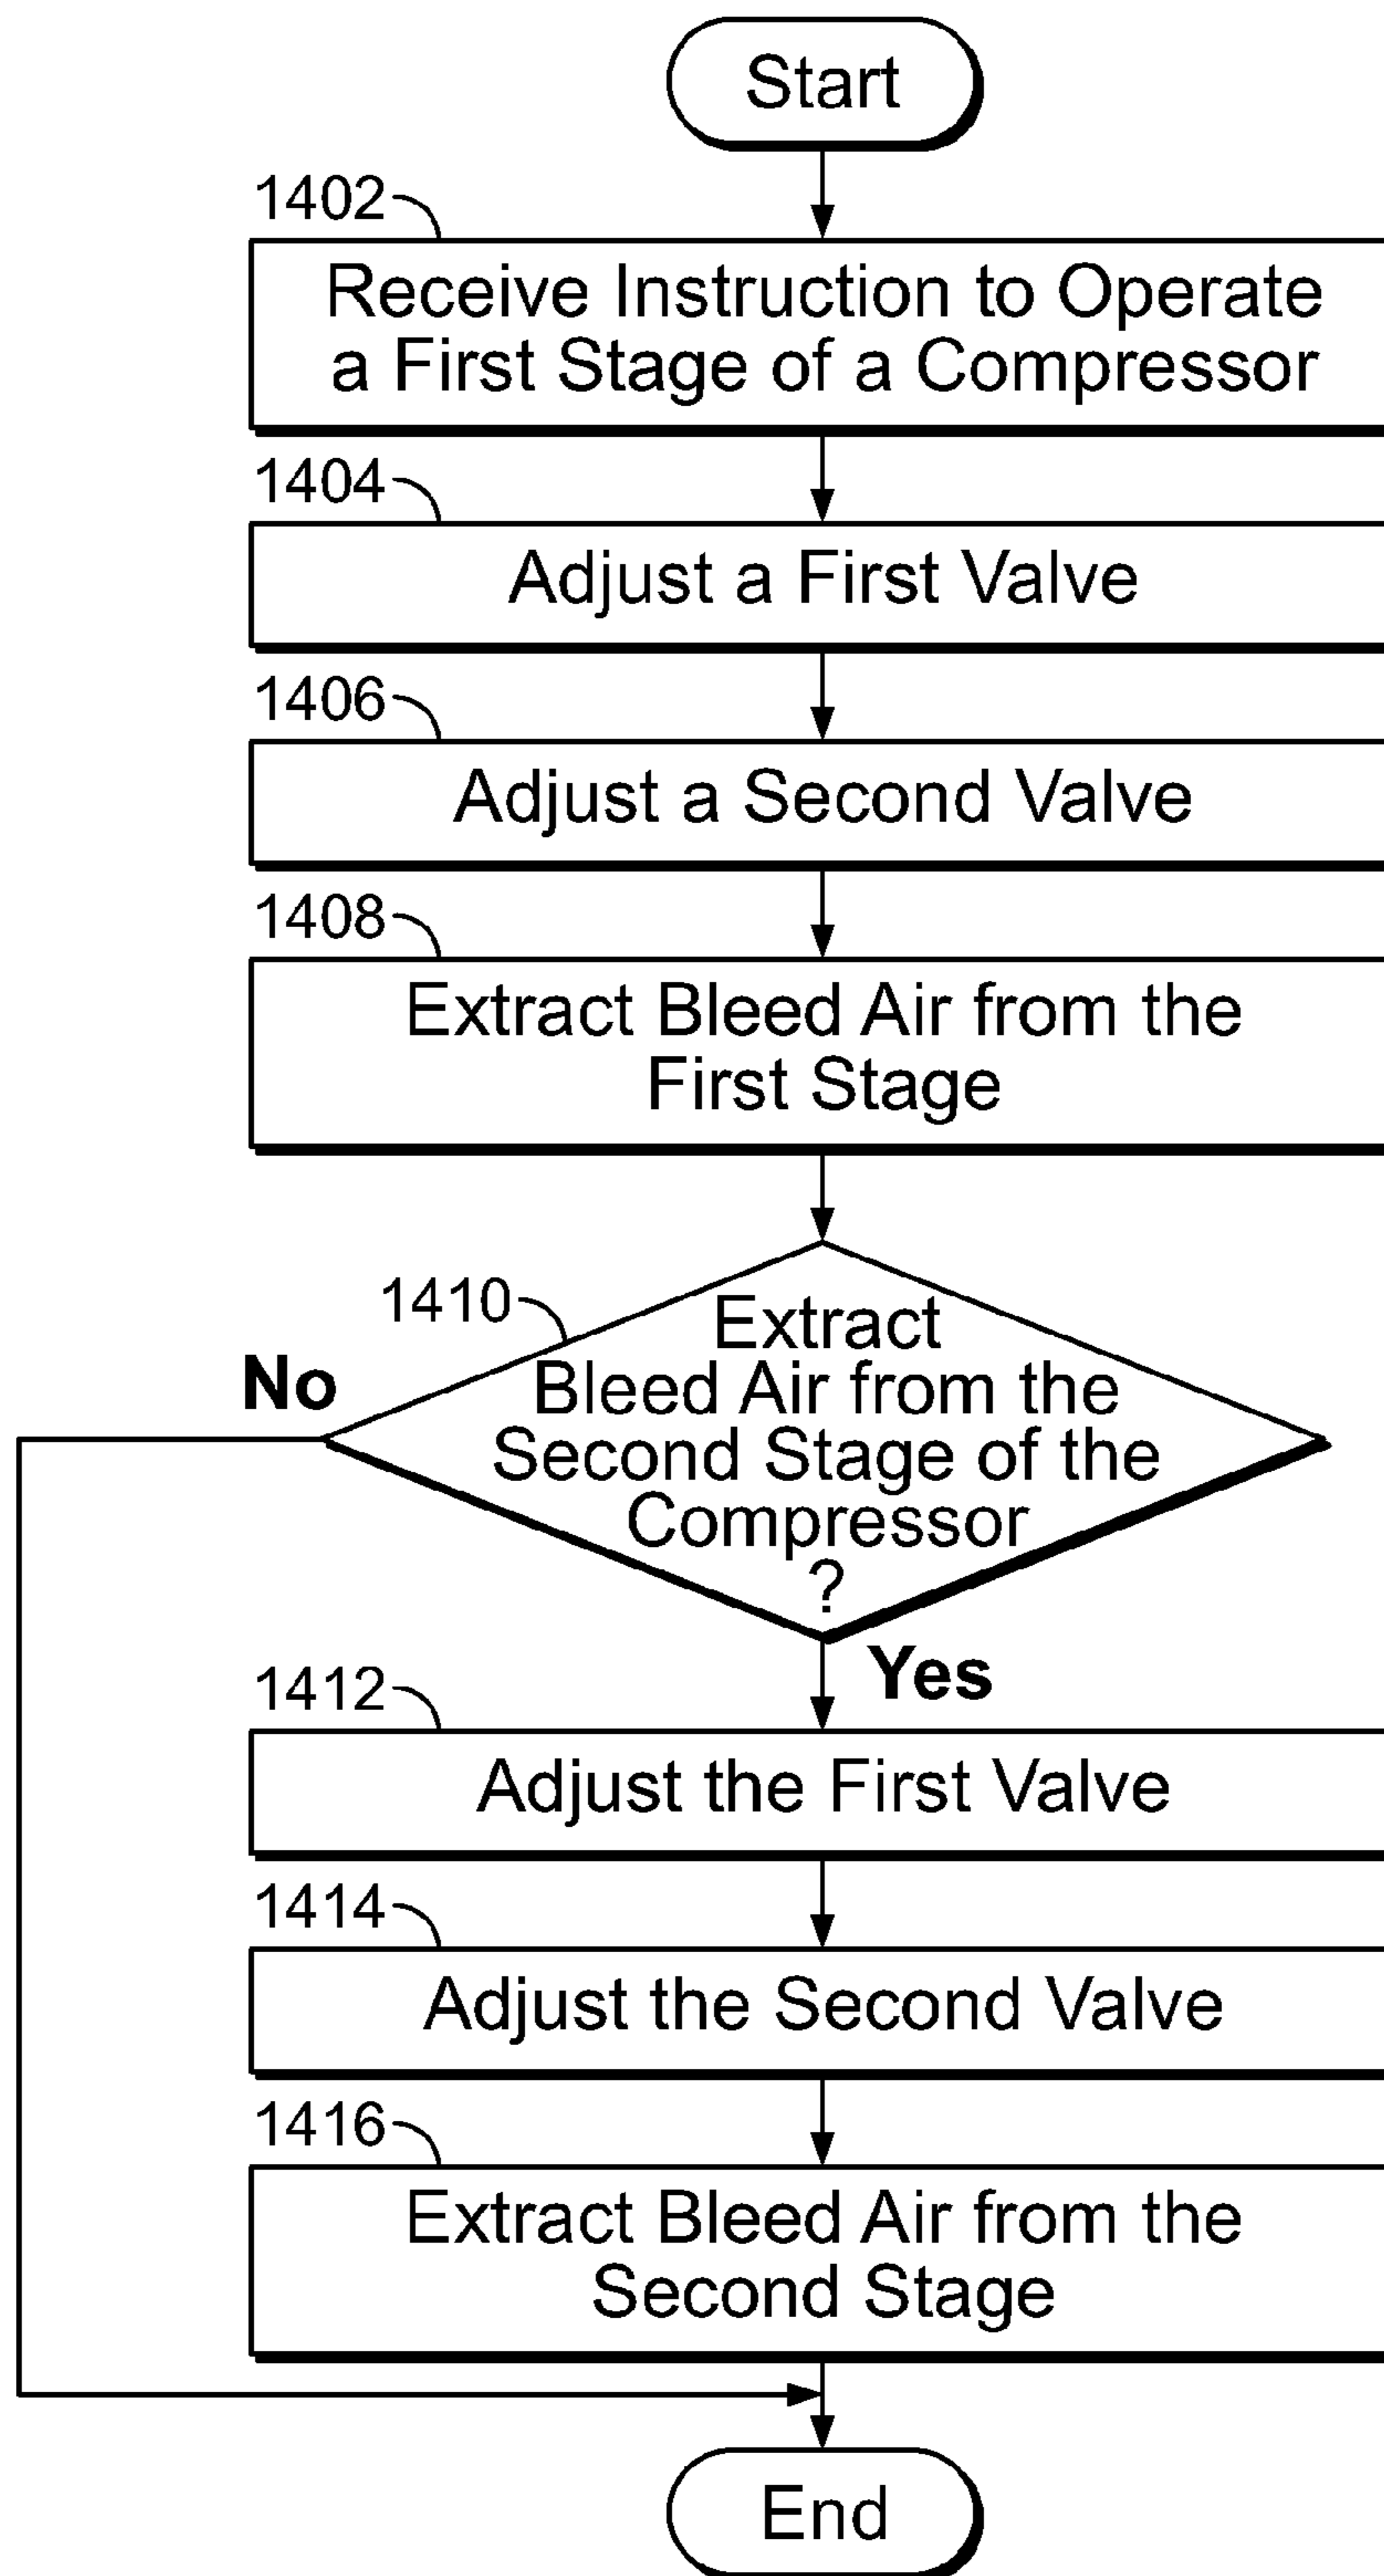 Start
1402
Receive Instruction to Operate
a First Stage of a Compressor
1404
Adjust a First Valve
1406
Adjust a Second Valve
1408
Extract Bleed Air from the
First Stage
1410
Extract
Bleed Air from the
Second Stage of the
Compressor
?
No
Yes
1412
Adjust the First Valve
1414
Adjust the Second Valve
1416
Extract Bleed Air from the
Second Stage
End